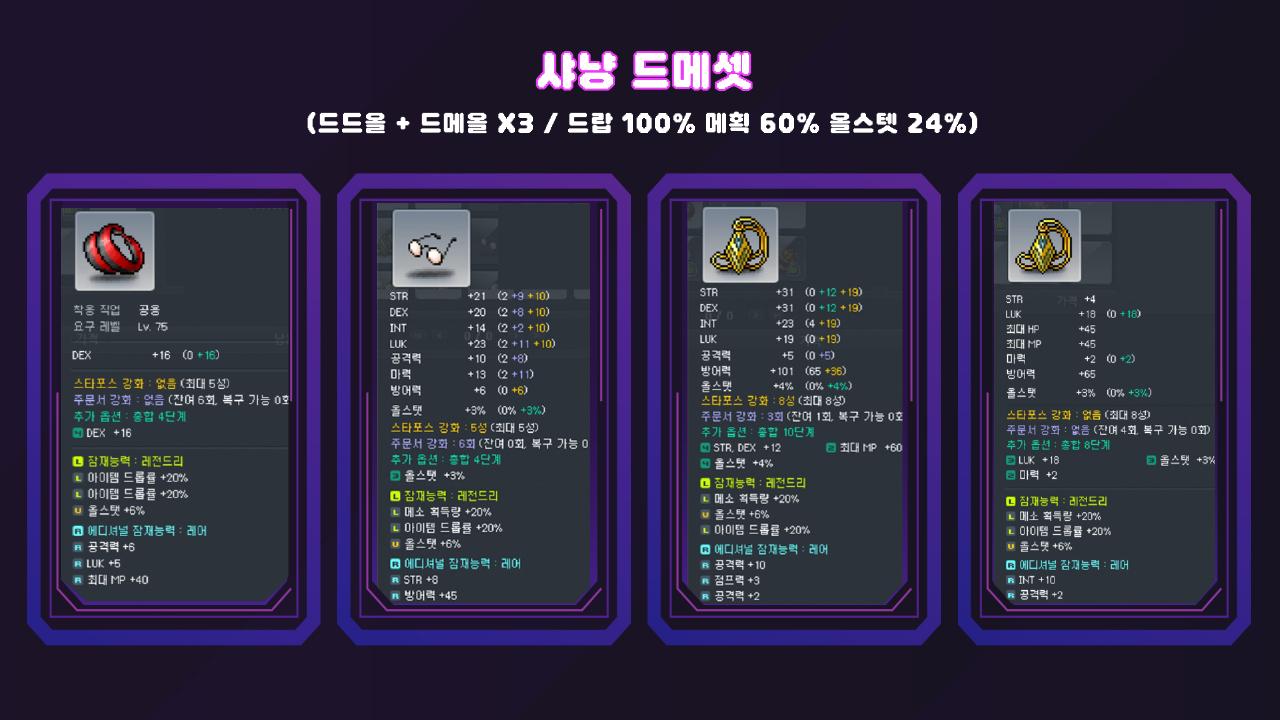 사냥 드메셋
(드드올 + 드메올 X3 / 드랍 100% 메획 60% 올스텟 24%)
착용 직업 공용
요구 레벨 Lv. 75
DEX +16 (0 +16)
스타포스 강화 : 없음 (최대 5성)
주문서 강화 : 없음 (잔여 6회, 복구 가능 0회
추가 옵션 : 총합 4단계
DEX +16
L 잠재능력 : 레전드리
L 아이템 드롭률 +20%
L 아이템 드롭률 +20%
U 올스탯 +6%
R 에디셔널 잠재능력 : 레어
R 공격력 +6
R LUK +5
R 최대 MP +40
STR +21 (2 +9 +10)
DEX +20 (2 +8 +10)
INT +14 (2 +2 +10)
LUK +23 (2 +11 +10)
공격력 +10 (2 +8)
마력 +13 (2 +11)
방어력 +6 (0 +6)
올스탯 +3% (0% +3%)
스타포스 강화 : 5성 (최대 5성)
주문서 강화 : 6회 (잔여 0회, 복구 가능 0
추가 옵션 : 총합 4단계
올스탯 +3%
L 잠재능력 : 레전드리
L 메소 획득량 +20%
L 아이템 드롭률 +20%
U 올스탯 +6%
R 에디셔널 잠재능력 : 레어
R STR +8
R 방어력 +45
STR +31 (0 +12 +19)
DEX +31 (0 +12 +19)
INT +23 (4 +19)
LUK +19 (0 +19)
공격력 +5 (0 +5)
방어력 +101 (65 +36)
올스탯 +4% (0% +4%)
스타포스 강화 : 8성 (최대 8성)
주문서 강화 : 3회 (잔여 1회, 복구 가능 0회
추가 옵션 : 총합 10단계
STR, DEX +12 최대 MP +60
올스탯 +4%
L 잠재능력 : 레전드리
L 메소 획득량 +20%
U 올스탯 +6%
L 아이템 드롭률 +20%
R 에디셔널 잠재능력 : 레어
R 공격력 +10
R 점프력 +3
R 공격력 +2
STR +4
LUK +18 (0 +18)
최대 HP +45
최대 MP +45
마력 +2 (0 +2)
방어력 +65
올스탯 +3% (0% +3%)
스타포스 강화 : 없음 (최대 8성)
주문서 강화 : 없음 (잔여 4회, 복구 가능 0회)
추가 옵션 : 총합 8단계
LUK +18 올스탯 +3%
마력 +2
L 잠재능력 : 레전드리
L 메소 획득량 +20%
L 아이템 드롭률 +20%
U 올스탯 +6%
R 에디셔널 잠재능력 : 레어
R INT +10
R 공격력 +2